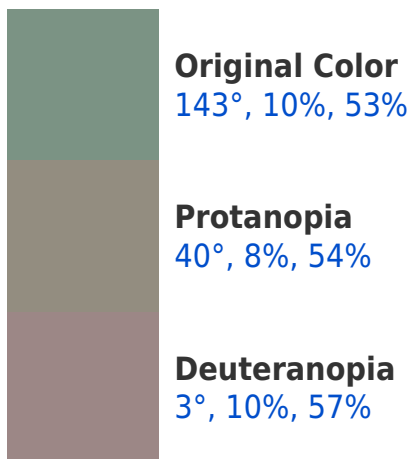 Original Color
143°, 10%, 53%
Protanopia
40°, 8%, 54%
Deuteranopia
3°, 10%, 57%